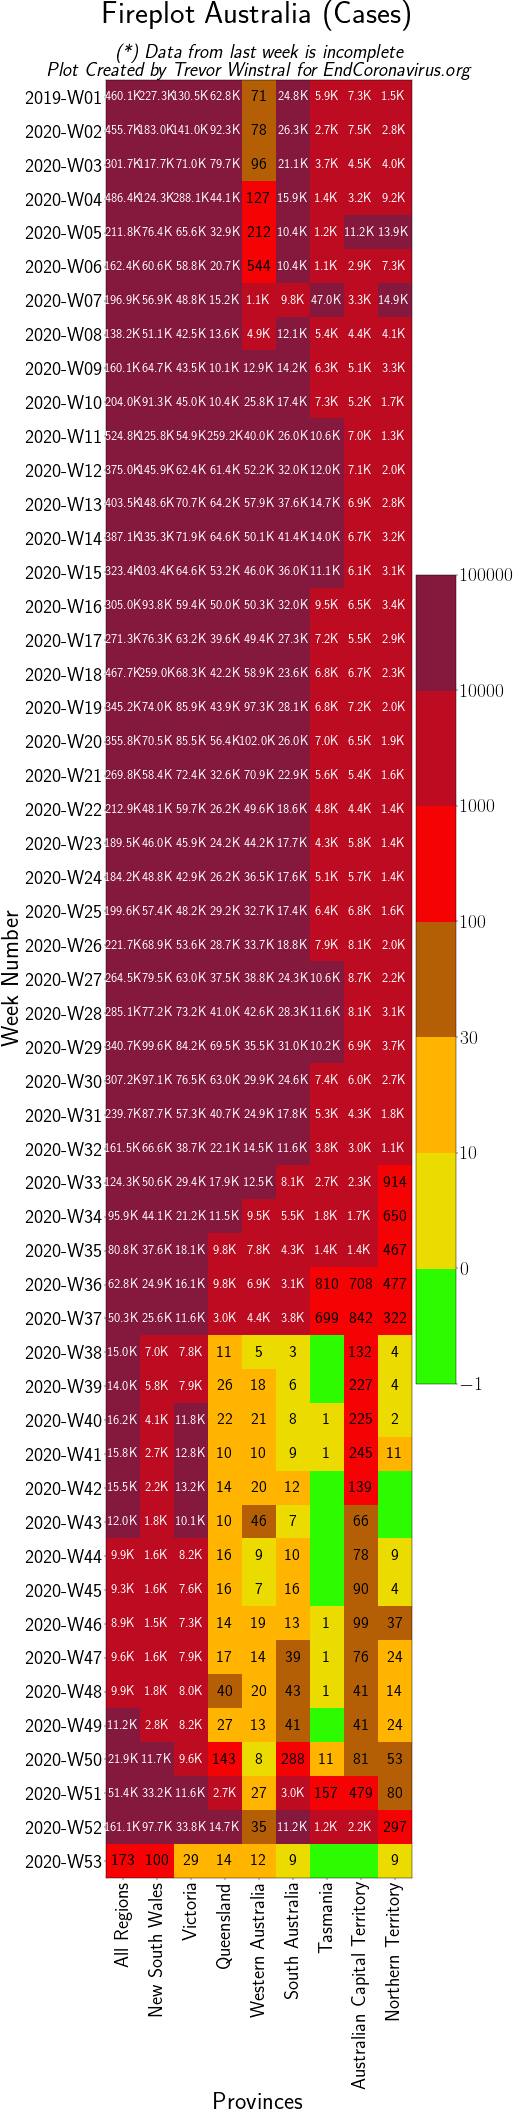 Fireplot Australia (Cases)
(*) Data from last week is incomplete
Plot Created by Trevor Winstral for EndCoronavirus.org
2019-W01 460.1K 227.3K 130.5K 62.8K 71 24.8K 5.9K 7.3K 1.5K
2020-W02 455.7K 183.0K 141.0K 92.3K 78 26.3K 2.7K 7.5K 2.8K
2020-W03 301.7K 117.7K 71.0K 79.7K 96 21.1K 3.7K 4.5K 4.0K
2020-W04 486.4K 124.3K 288.1K 44.1K 127 15.9K 1.4K 3.2K 9.2K
2020-W05 211.8K 76.4K 65.6K 32.9K 212 10.4K 1.2K 11.2K 13.9K
2020-W06 162.4K 60.6K 58.8K 20.7K 544 10.4K 1.1K 2.9K 7.3K
2020-W07 196.9K 56.9K 48.8K 15.2K 1.1K 9.8K 47.0K 3.3K 14.9K
2020-W08 138.2K 51.1K 42.5K 13.6K 4.9K 12.1K 5.4K 4.4K 4.1K
2020-W09 160.1K 64.7K 43.5K 10.1K 12.9K 14.2K 6.3K 5.1K 3.3K
2020-W10 204.0K 91.3K 45.0K 10.4K 25.8K 17.4K 7.3K 5.2K 1.7K
2020-W11 524.8K 125.8K 54.9K 259.2K 40.0K 26.0K 10.6K 7.0K 1.3K
2020-W12 375.0K 145.9K 62.4K 61.4K 52.2K 32.0K 12.0K 7.1K 2.0K
2020-W13 403.5K 148.6K 70.7K 64.2K 57.9K 37.6K 14.7K 6.9K 2.8K
2020-W14 387.1K 135.3K 71.9K 64.6K 50.1K 41.4K 14.0K 6.7K 3.2K
2020-W15 323.4K 103.4K 64.6K 53.2K 46.0K 36.0K 11.1K 6.1K 3.1K
2020-W16 305.0K 93.8K 59.4K 50.0K 50.3K 32.0K 9.5K 6.5K 3.4K
2020-W17 271.3K 76.3K 63.2K 39.6K 49.4K 27.3K 7.2K 5.5K 2.9K
2020-W18 467.7K 259.0K 68.3K 42.2K 58.9K 23.6K 6.8K 6.7K 2.3K
2020-W19 345.2K 74.0K 85.9K 43.9K 97.3K 28.1K 6.8K 7.2K 2.0K
2020-W20 355.8K 70.5K 85.5K 56.4K 102.0K 26.0K 7.0K 6.5K 1.9K
2020-W21 269.8K 58.4K 72.4K 32.6K 70.9K 22.9K 5.6K 5.4K 1.6K
2020-W22 212.9K 48.1K 59.7K 26.2K 49.6K 18.6K 4.8K 4.4K 1.4K
2020-W23 189.5K 46.0K 45.9K 24.2K 44.2K 17.7K 4.3K 5.8K 1.4K
2020-W24 184.2K 48.8K 42.9K 26.2K 36.5K 17.6K 5.1K 5.7K 1.4K
2020-W25 199.6K 57.4K 48.2K 29.2K 32.7K 17.4K 6.4K 6.8K 1.6K
2020-W26 221.7K 68.9K 53.6K 28.7K 33.7K 18.8K 7.9K 8.1K 2.0K
2020-W27 264.5K 79.5K 63.0K 37.5K 38.8K 24.3K 10.6K 8.7K 2.2K
2020-W28 285.1K 77.2K 73.2K 41.0K 42.6K 28.3K 11.6K 8.1K 3.1K
2020-W29 340.7K 99.6K 84.2K 69.5K 35.5K 31.0K 10.2K 6.9K 3.7K
2020-W30 307.2K 97.1K 76.5K 63.0K 29.9K 24.6K 7.4K 6.0K 2.7K
2020-W31 239.7K 87.7K 57.3K 40.7K 24.9K 17.8K 5.3K 4.3K 1.8K
2020-W32 161.5K 66.6K 38.7K 22.1K 14.5K 11.6K 3.8K 3.0K 1.1K
2020-W33 124.3K 50.6K 29.4K 17.9K 12.5K 8.1K 2.7K 2.3K 914
2020-W34 95.9K 44.1K 21.2K 11.5K 9.5K 5.5K 1.8K 1.7K 650
2020-W35 80.8K 37.6K 18.1K 9.8K 7.8K 4.3K 1.4K 1.4K 467
2020-W36 62.8K 24.9K 16.1K 9.8K 6.9K 3.1K 810 708 477
2020-W37 50.3K 25.6K 11.6K 3.0K 4.4K 3.8K 699 842 322
2020-W38 15.0K 7.0K 7.8K 11 5 3 132 4
2020-W39 14.0K 5.8K 7.9K 26 18 6 227 4
2020-W40 16.2K 4.1K 11.8K 22 21 8 1 225 2
2020-W41 15.8K 2.7K 12.8K 10 10 9 1 245 11
2020-W42 15.5K 2.2K 13.2K 14 20 12 139
2020-W43 12.0K 1.8K 10.1K 10 46 7 66
2020-W44 9.9K 1.6K 8.2K 16 9 10 78 9
2020-W45 9.3K 1.6K 7.6K 16 7 16 90 4
2020-W46 8.9K 1.5K 7.3K 14 19 13 1 99 37
2020-W47 9.6K 1.6K 7.9K 17 14 39 1 76 24
2020-W48 9.9K 1.8K 8.0K 40 20 43 1 41 14
2020-W49 11.2K 2.8K 8.2K 27 13 41 41 24
2020-W50 21.9K 11.7K 9.6K 143 8 288 11 81 53
2020-W51 51.4K 33.2K 11.6K 2.7K 27 3.0K 157 479 80
2020-W52 161.1K 97.7K 33.8K 14.7K 35 11.2K 1.2K 2.2K 297
2020-W53 173 100 29 14 12 9 9
Week Number
100000
10000
1000
100
30
10
0
−1
All Regions
New South Wales
Victoria
Queensland
Western Australia
South Australia
Tasmania
Australian Capital Territory
Northern Territory
Provinces